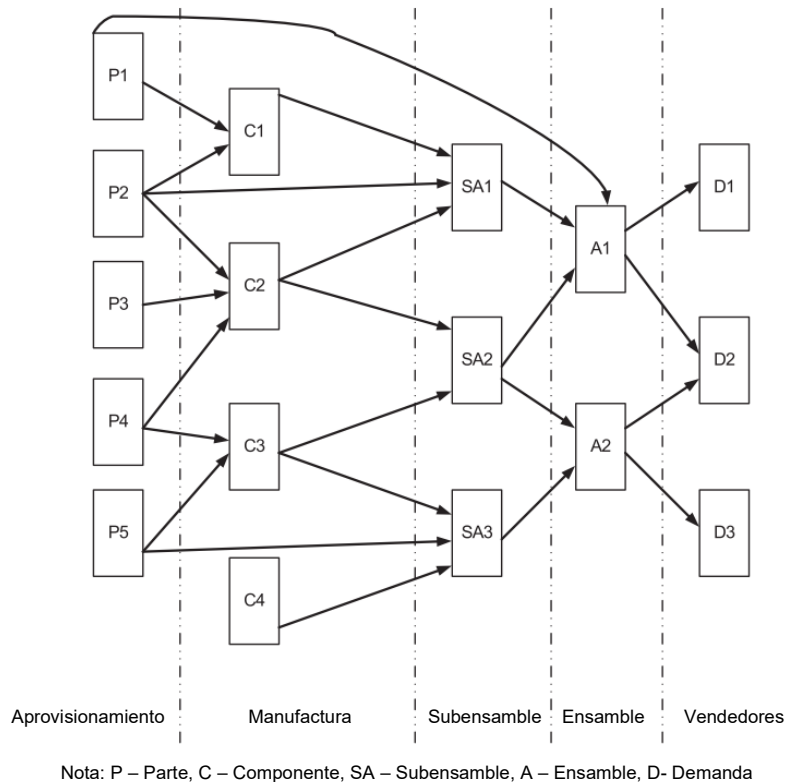 P1
C1
P2
SA1
D1
A1
P3
C2
SA2
D2
P4
C3
A2
P5
SA3
D3
C4
Aprovisionamiento
Manufactura
Subensamble
Ensamble
Vendedores
Nota: P – Parte, C – Componente, SA – Subensamble, A – Ensamble, D- Demanda